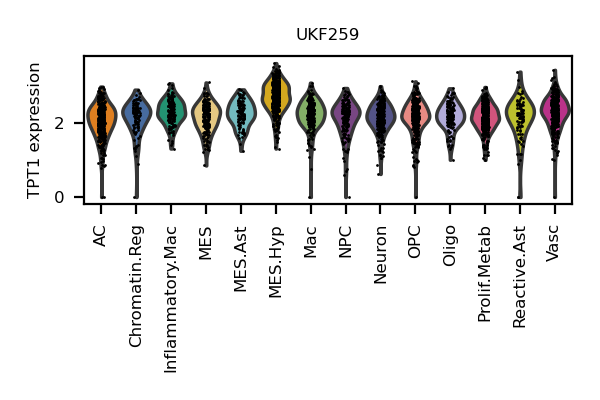 UKF259
TPT1 expression
2
0
AC
Chromatin.Reg
Inflammatory.Mac
MES
MES.Ast
MES.Hyp
Mac
NPC
Neuron
OPC
Oligo
Prolif.Metab
Reactive.Ast
Vasc